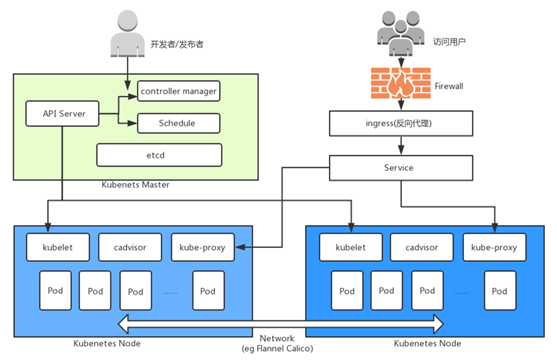 开发者/发布者
访问用户
controller manager
Firewall
API Server
Schedule
ingress(反向代理)
etcd
Service
Kubenets Master
kubelet
cadvisor
kube-proxy
kubelet
cadvisor
kube-proxy
Pod
Pod
Pod
......
Pod
Pod
Pod
Pod
......
Pod
Kubenetes Node
Network
(eg Flannel Calico)
Kubenetes Node